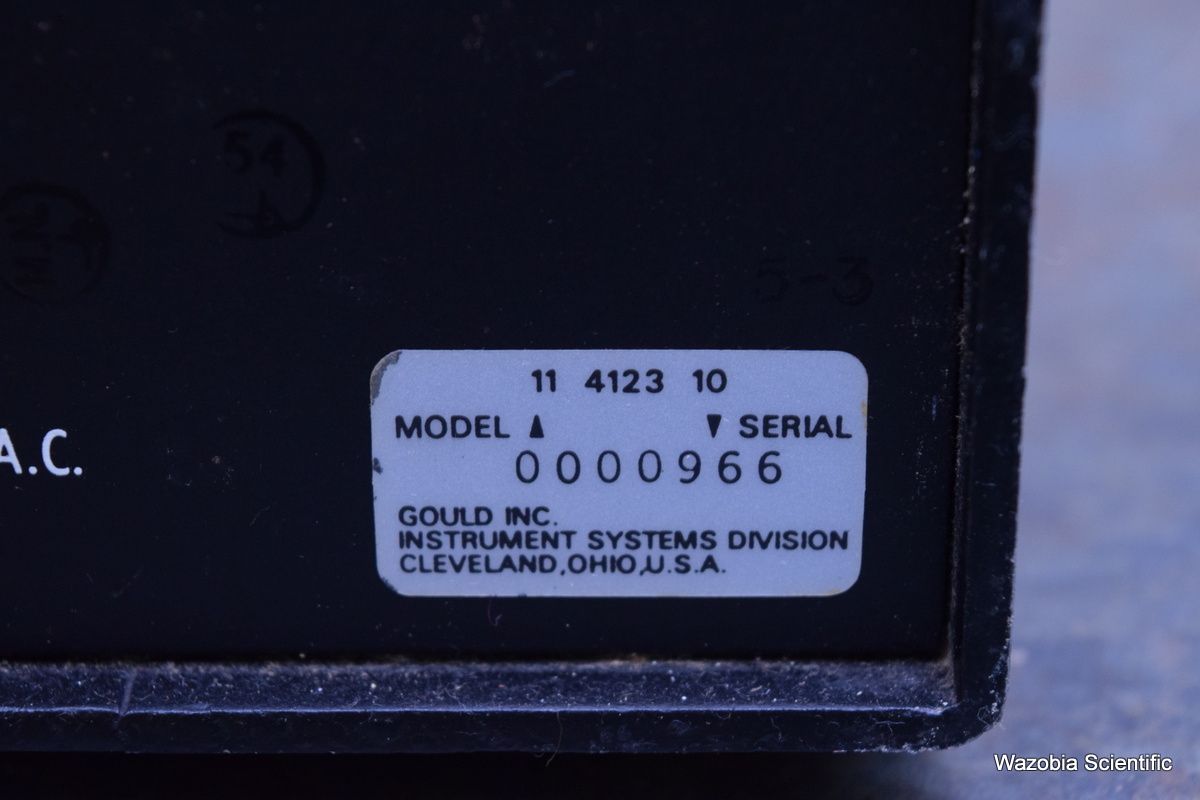 54
A
5-3
11 4123 10
MODEL ▲ ▼ SERIAL
0000966
A.C.
GOULD INC.
INSTRUMENT SYSTEMS DIVISION
CLEVELAND,OHIO,U.S.A.
Wazobia Scientific